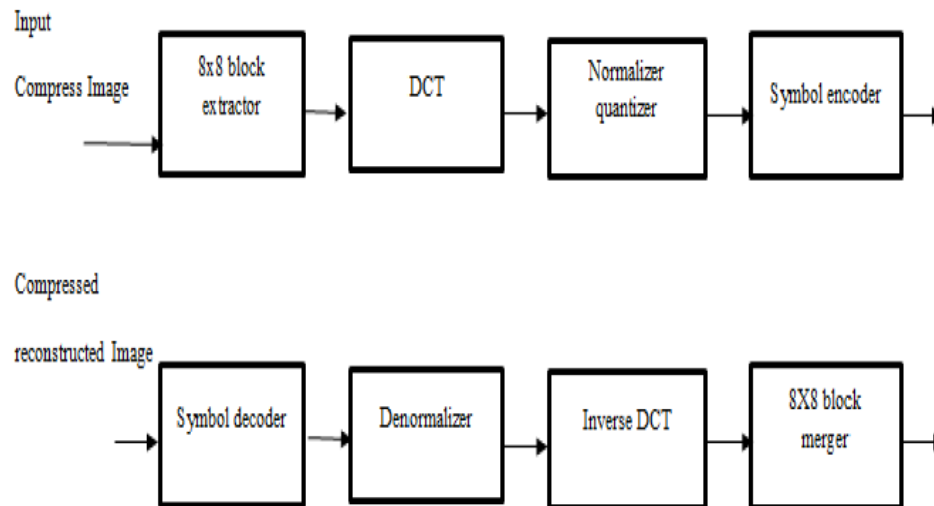 Input
Compress Image
8x8 block
extractor
DCT
Normalizer
quantizer
Symbol encoder
Compressed
reconstructed Image
Symbol decoder
Denormalizer
Inverse DCT
8X8 block
merger